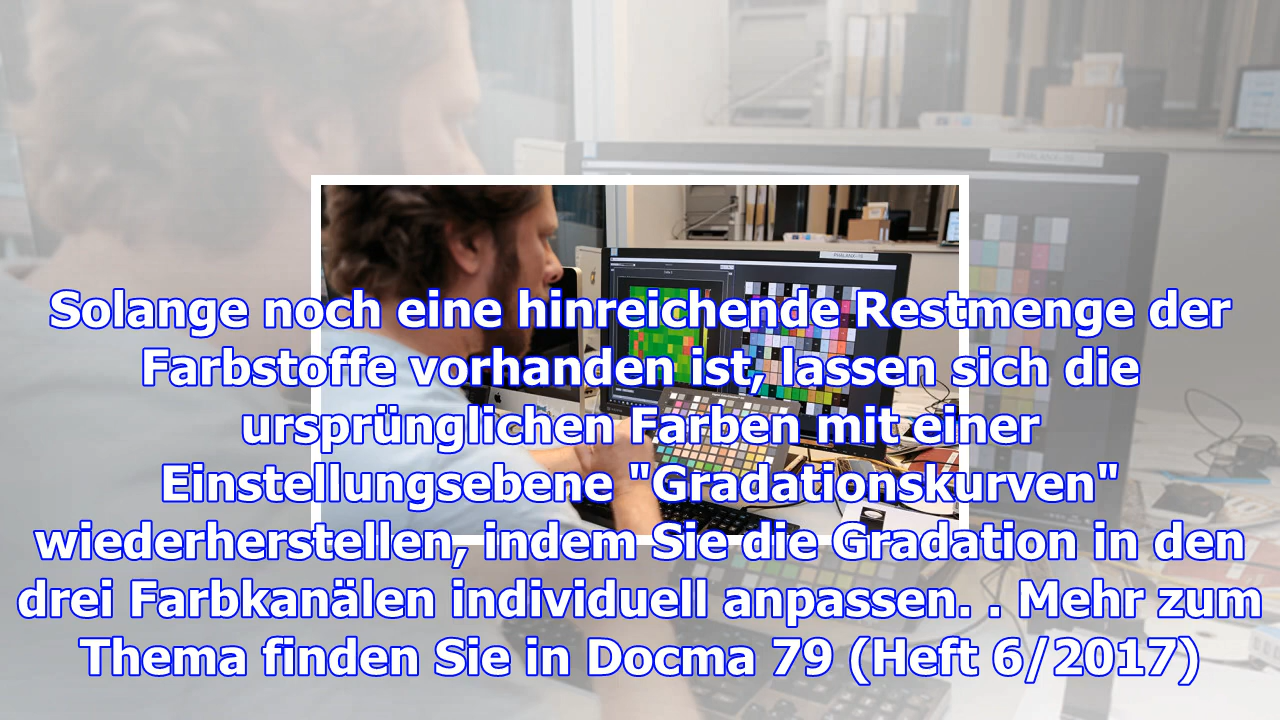 Solange noch eine hinreichende Restmenge der
Farbstoffe vorhanden ist, lassen sich die
ursprünglichen Farben mit einer
Einstellungsebene "Gradationskurven"
wiederherstellen, indem Sie die Gradation in den
drei Farbkanälen individuell anpassen. . Mehr zum
Thema finden Sie in Docma 79 (Heft 6/2017)